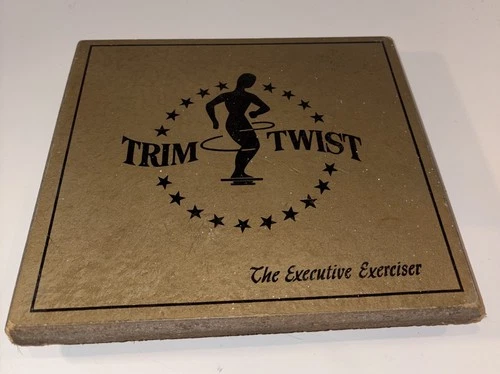 TRIM TWIST
The Executive Exerciser